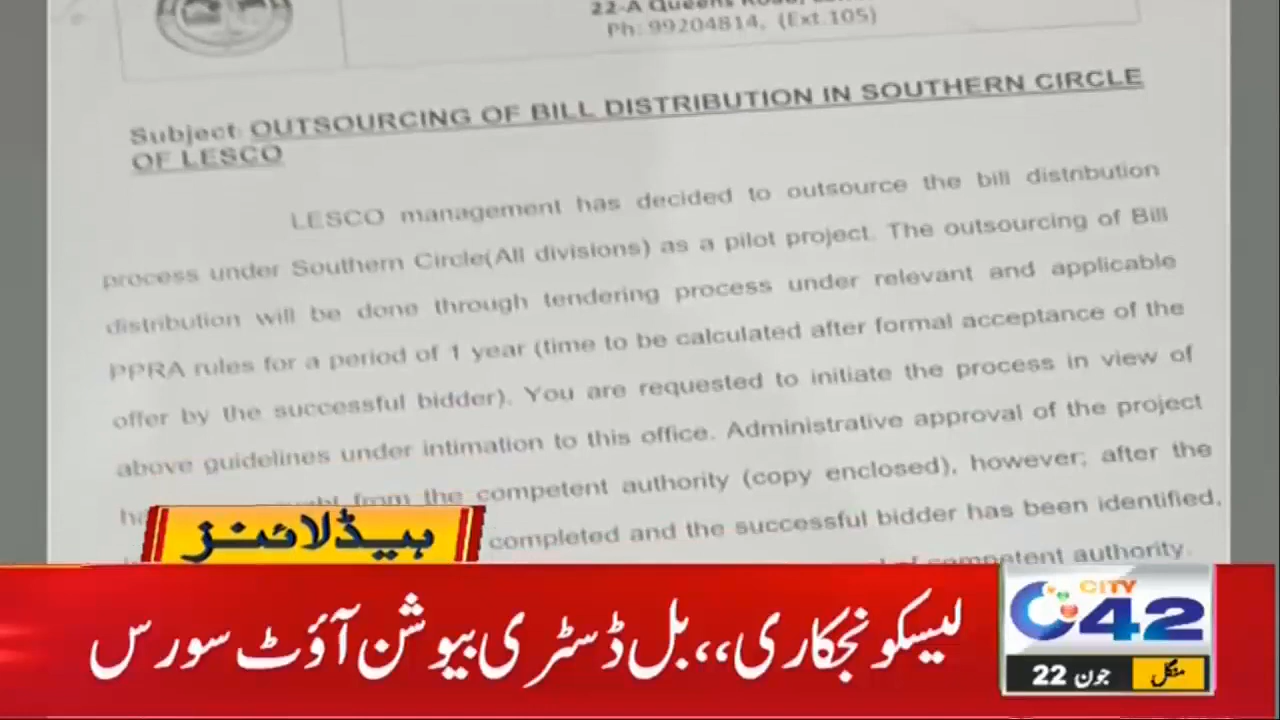 22-A Queens Road,
Ph: 99204814, (Ext.105)
Subject: OUTSOURCING OF BILL DISTRIBUTION IN SOUTHERN CIRCLE
OF LESCO
LESCO management has decided to outsource the bill distribution
process under Southern Circle(All divisions) as a pilot project. The outsourcing of Bill
distribution will be done through tendering process under relevant and applicable
PPRA rules for a period of 1 year (time to be calculated after formal acceptance of the
offer by the successful bidder). You are requested to initiate the process in view of
above guidelines under intimation to this office. Administrative approval of the project
from the competent authority (copy enclosed), however, after the
completed and the successful bidder has been identified,
of competent authority.
ہیڈلائنز
لیسکو نجکاری،،بل ڈسٹری بیوشن آؤٹ سورس
CITY
42
منگل
22 جون